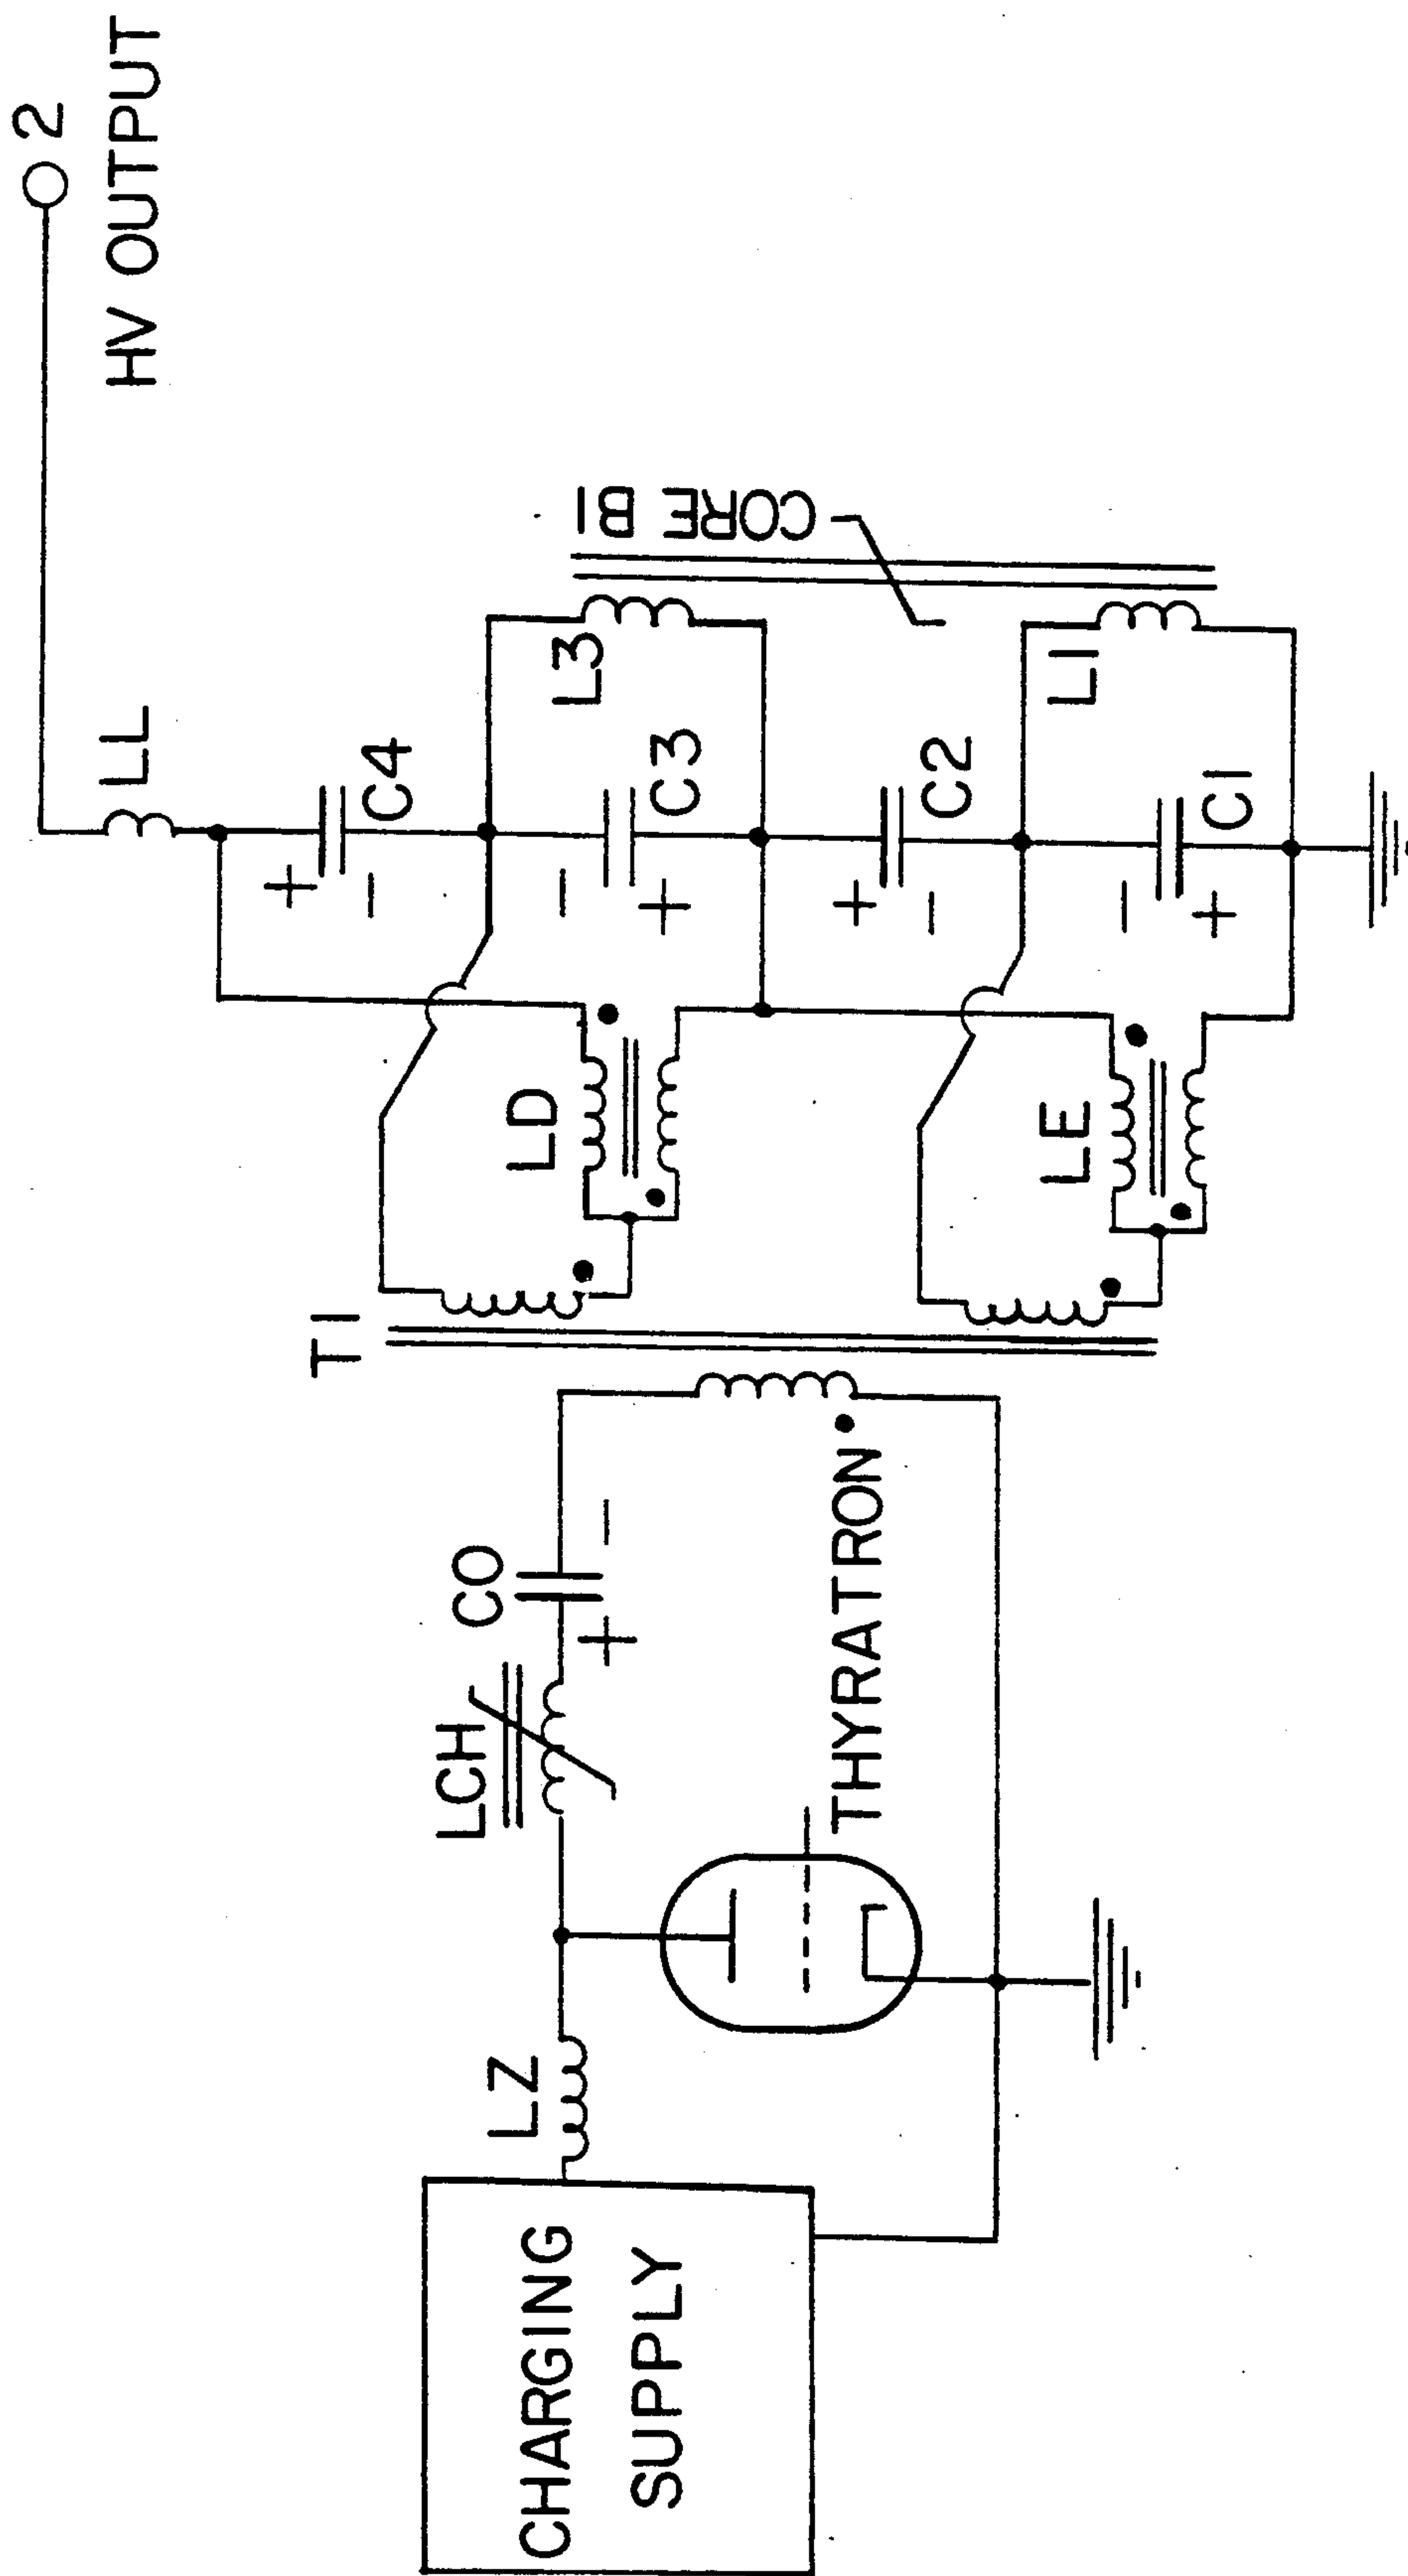 2
HV OUTPUT
LL
C4
+
-
L3
C3
-
+
CORE B1
C2
+
-
L1
C1
-
+
LD
LE
T1
CO
+
-
LCH
THYRATRON
LZ
CHARGING
SUPPLY